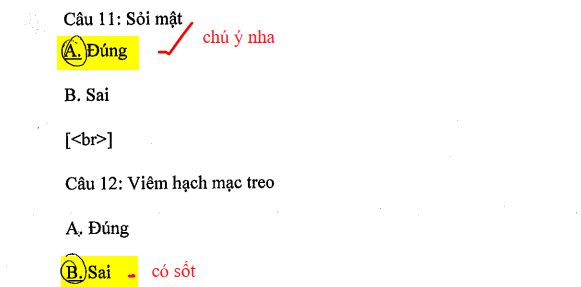 Câu 11: Sỏi mật
A. Đúng
chú ý nha
B. Sai
[<br>]
Câu 12: Viêm hạch mạc treo
A. Đúng
B. Sai - có sốt